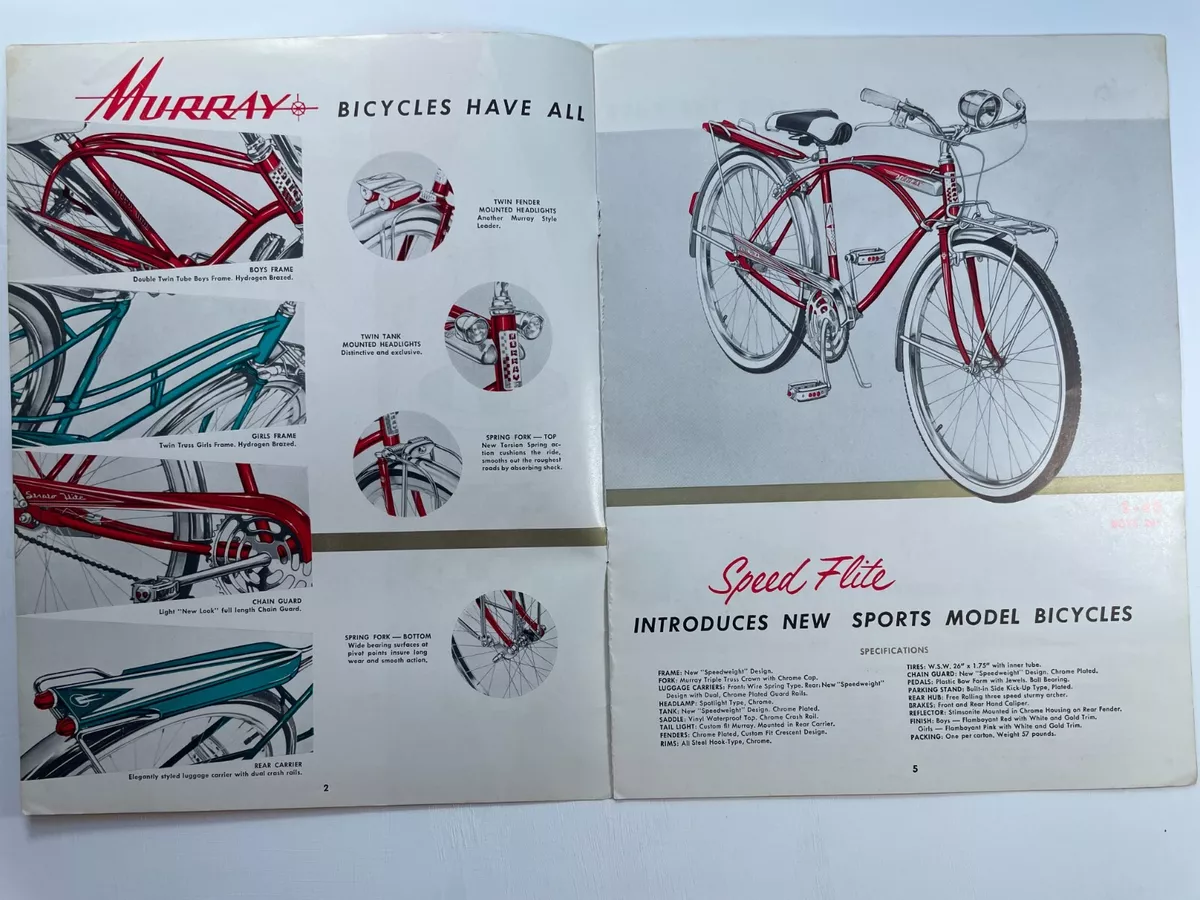 MURRAY BICYCLES HAVE ALL
BOYS FRAME
Double Twin Tube Boys Frame. Hydrogen Brazed.
GIRLS FRAME
Twin Truss Girls Frame. Hydrogen Brazed.
Strato Flite
CHAIN GUARD
Light "New Look" full length Chain Guard.
REAR CARRIER
Elegantly styled luggage carrier with dual crash rails.
TWIN FENDER
MOUNTED HEADLIGHTS
Another Murray Style
Leader.
TWIN TANK
MOUNTED HEADLIGHTS
Distinctive and exclusive.
MURRAY
SPRING FORK — TOP
New Torsion Spring ac-
tion cushions the ride,
smooths out the roughest
roads by absorbing shock.
SPRING FORK — BOTTOM
Wide bearing surfaces at
pivot points insure long
wear and smooth action.
2
Speed Flite
INTRODUCES NEW SPORTS MODEL BICYCLES
SPECIFICATIONS
FRAME: New "Speedweight" Design.
FORK: Murray Triple Truss Crown with Chrome Cap.
LUGGAGE CARRIERS: Front: Wire Spring Type. Rear: New "Speedweight"
Design with Dual, Chrome Plated Guard Rails.
HEADLAMP: Spotlight Type, Chrome.
TANK: New "Speedweight" Design. Chrome Plated.
SADDLE: Vinyl Waterproof Top, Chrome Crash Rail.
TAIL LIGHT: Custom fit Murray. Mounted in Rear Carrier.
FENDERS: Chrome Plated, Custom Fit Crescent Design.
RIMS: All Steel Hook-Type, Chrome.
TIRES: W.S.W. 26" x 1.75" with inner tube.
CHAIN GUARD: New "Speedweight" Design. Chrome Plated.
PEDALS: Plastic Bow Form with Jewels. Ball Bearing.
PARKING STAND: Built-in Side Kick-Up Type, Plated.
REAR HUB: Free Rolling three speed sturmy archer.
BRAKES: Front and Rear Hand Caliper.
REFLECTOR: Stimsonite Mounted in Chrome Housing on Rear Fender.
FINISH: Boys — Flamboyant Red with White and Gold Trim.
Girls — Flamboyant Pink with White and Gold Trim.
PACKING: One per carton. Weight 57 pounds.
5